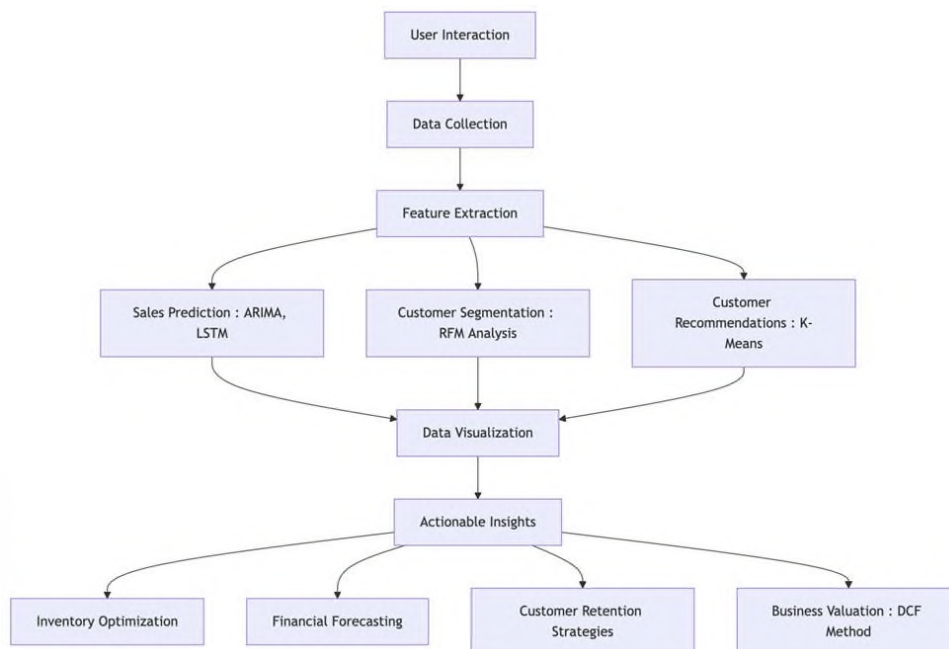 User Interaction
Data Collection
Feature Extraction
Sales Prediction : ARIMA,
LSTM
Customer Segmentation :
RFM Analysis
Customer
Recommendations : K-
Means
Data Visualization
Actionable Insights
Inventory Optimization
Financial Forecasting
Customer Retention
Strategies
Business Valuation : DCF
Method